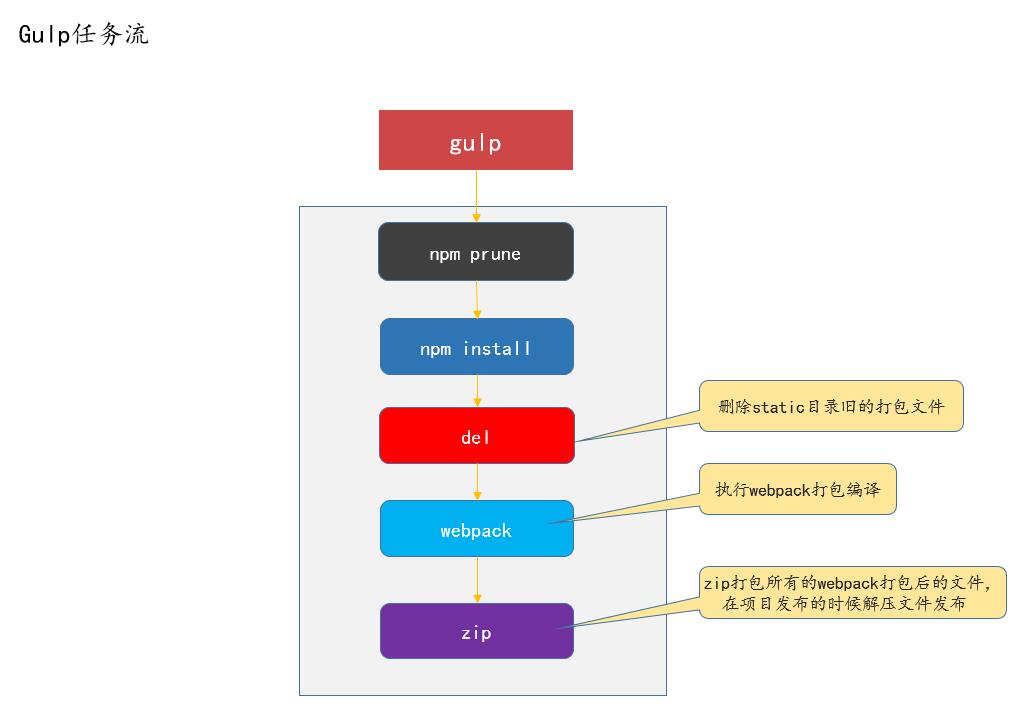 Gulp任务流
gulp
npm prune
npm install
del
删除static目录旧的打包文件
webpack
执行webpack打包编译
zip
zip打包所有的webpack打包后的文件，
在项目发布的时候解压文件发布